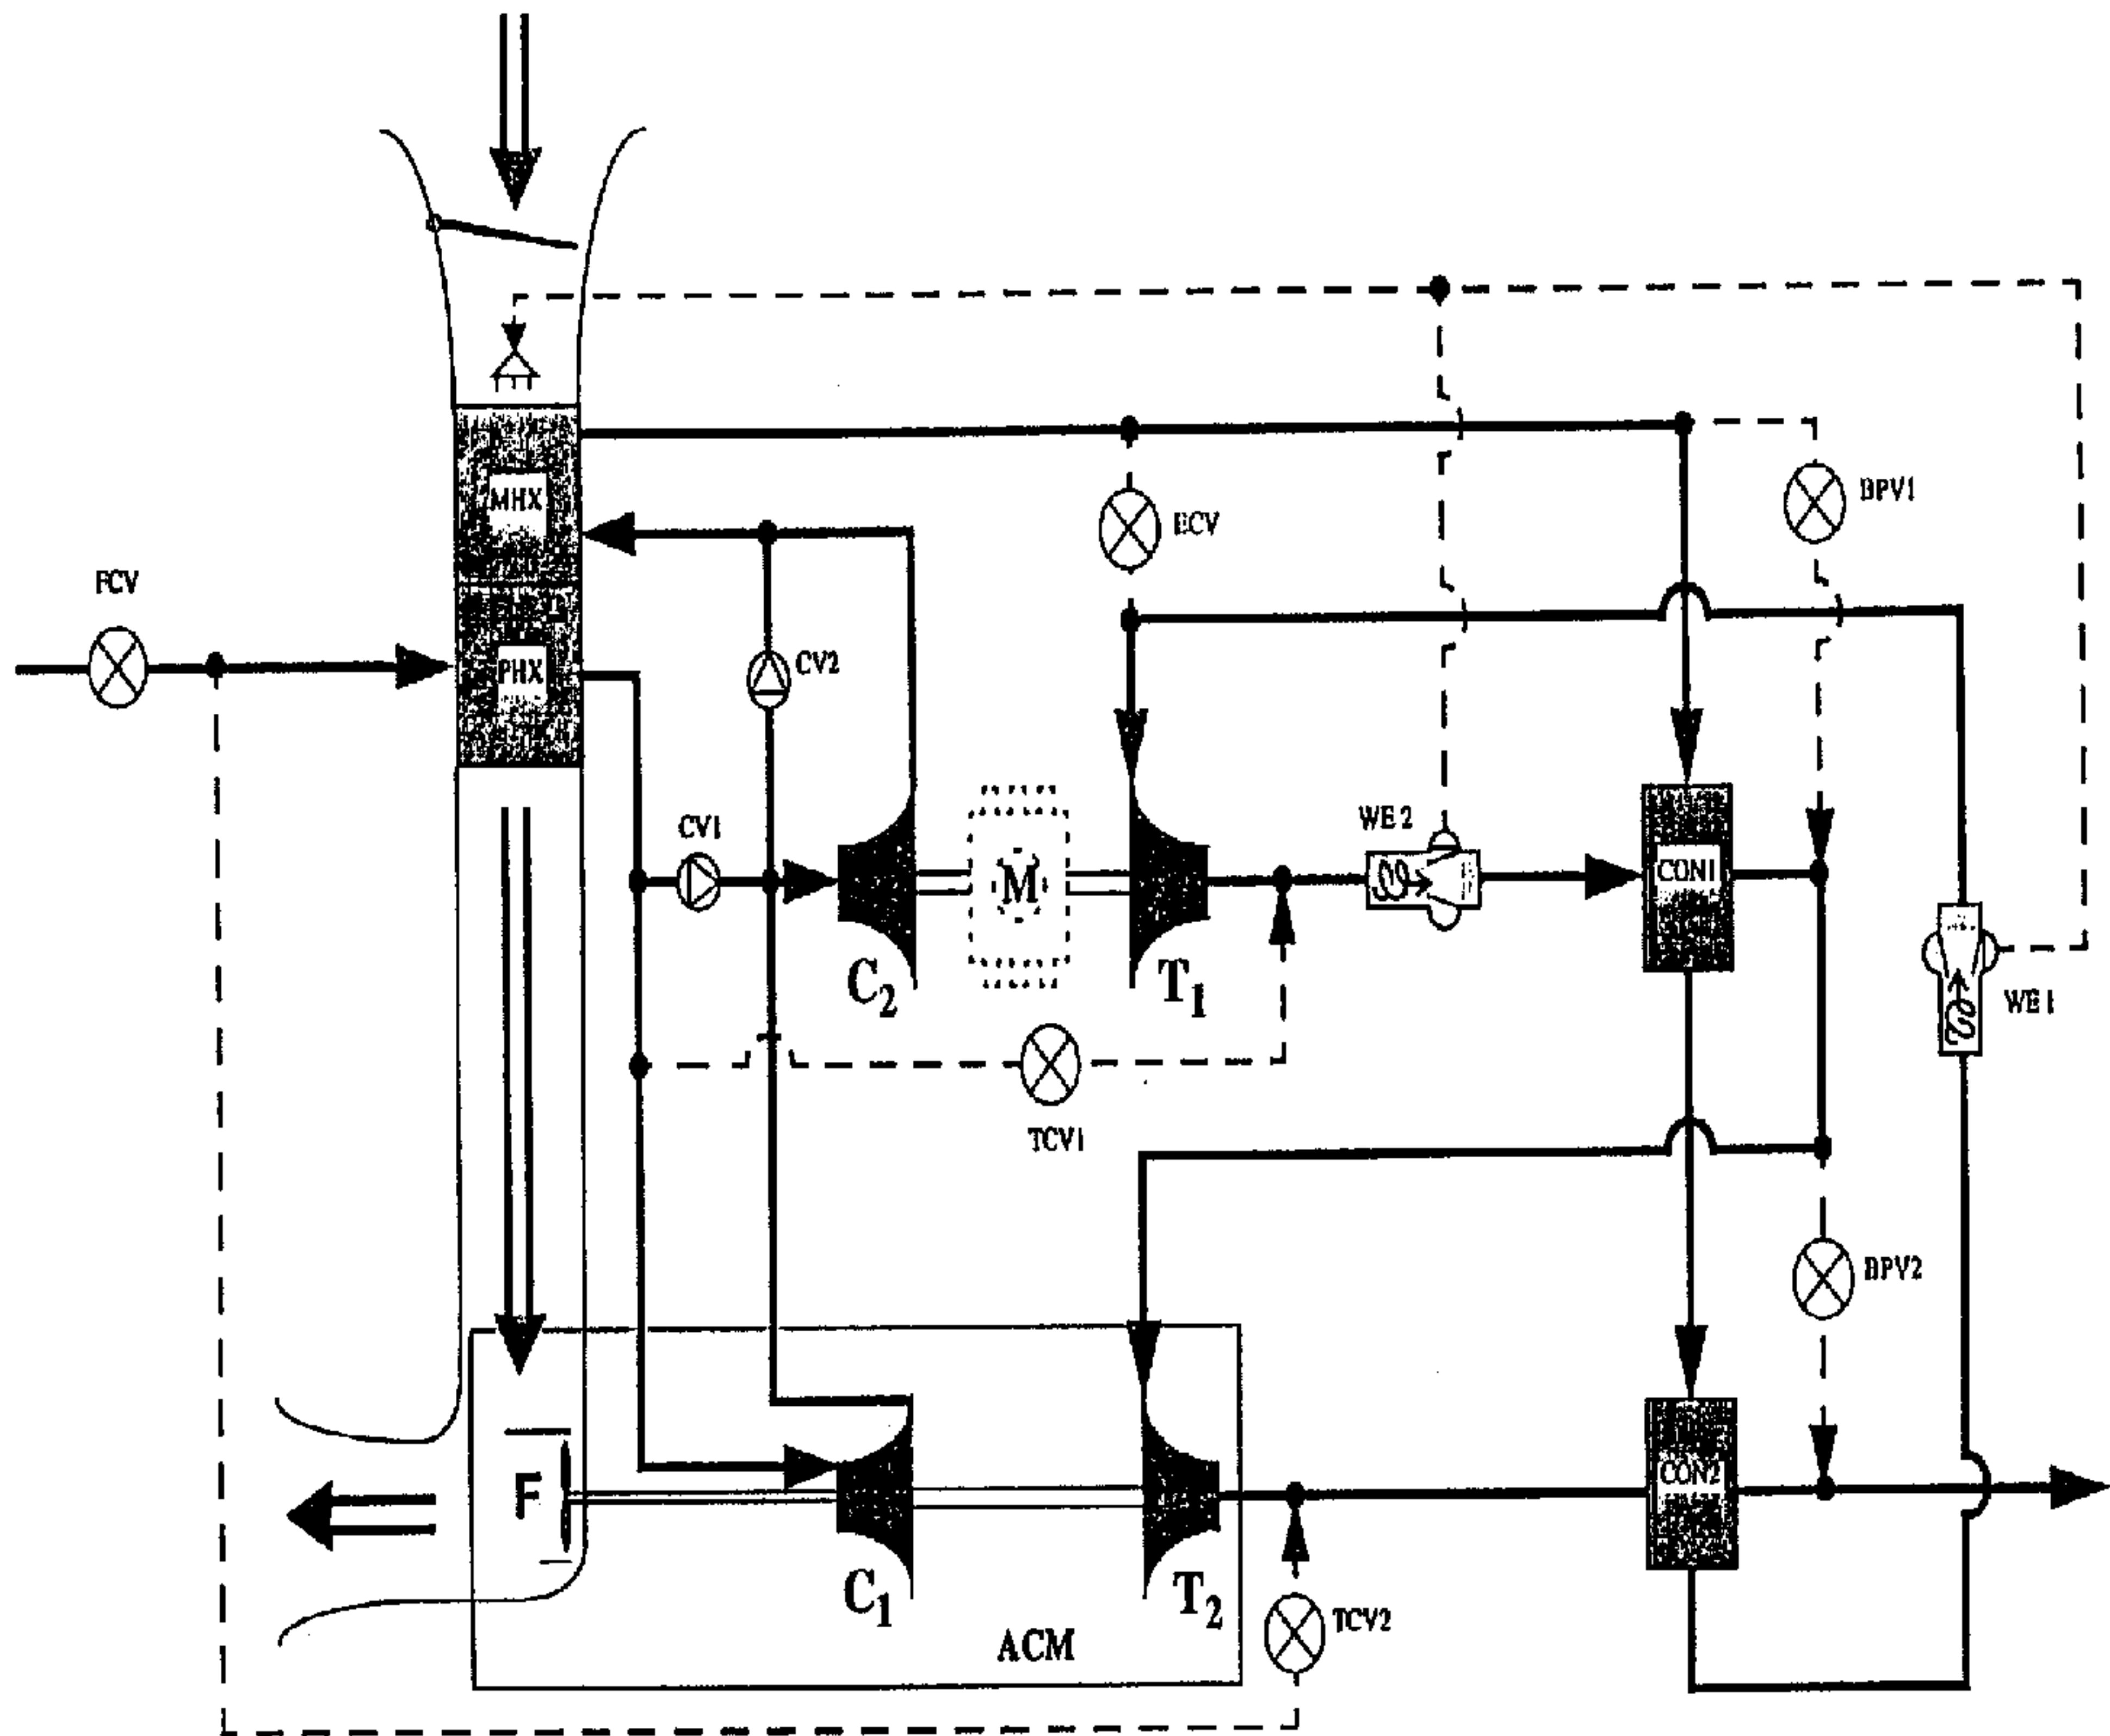 MHX
BPV1
ECV
FCV
PHX
CV2
CV1
WE 2
M
CON1
C2
T1
WE 1
TCV1
BPV2
F
CON2
C1
T2
TCV2
ACM